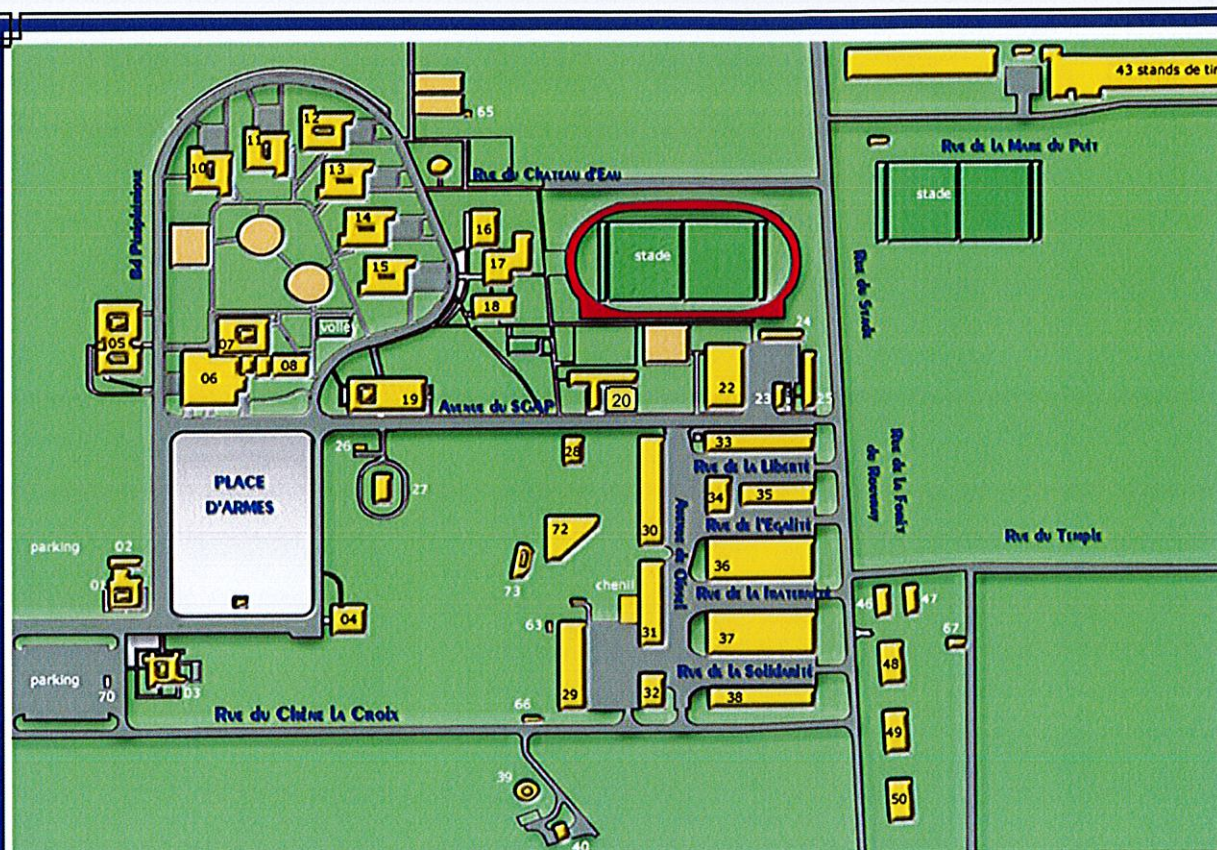 43 stands de tir
12
65
11
Rue de la Mare du Puit
10
13
Rue du Chateau d'Eau
stade
14
16
Bd Périphérique
stade
17
15
Rue du Stade
18
volley
24
05
07
08
06
22
19
20
23
25
Avenue du SGAP
33
26
28
Rue de la Liberté
Rue de la Forêt
de Rouvray
PLACE
D'ARMES
27
34
35
30
Rue de l'Egalité
72
Avenue de Oissel
Rue du Temple
parking
02
36
73
chenil
01
Rue de la Fraternité
46
47
04
63
31
37
67
48
parking
03
29
Rue de la Solidarité
70
32
38
Rue du Chêne la Croix
66
49
39
50
40